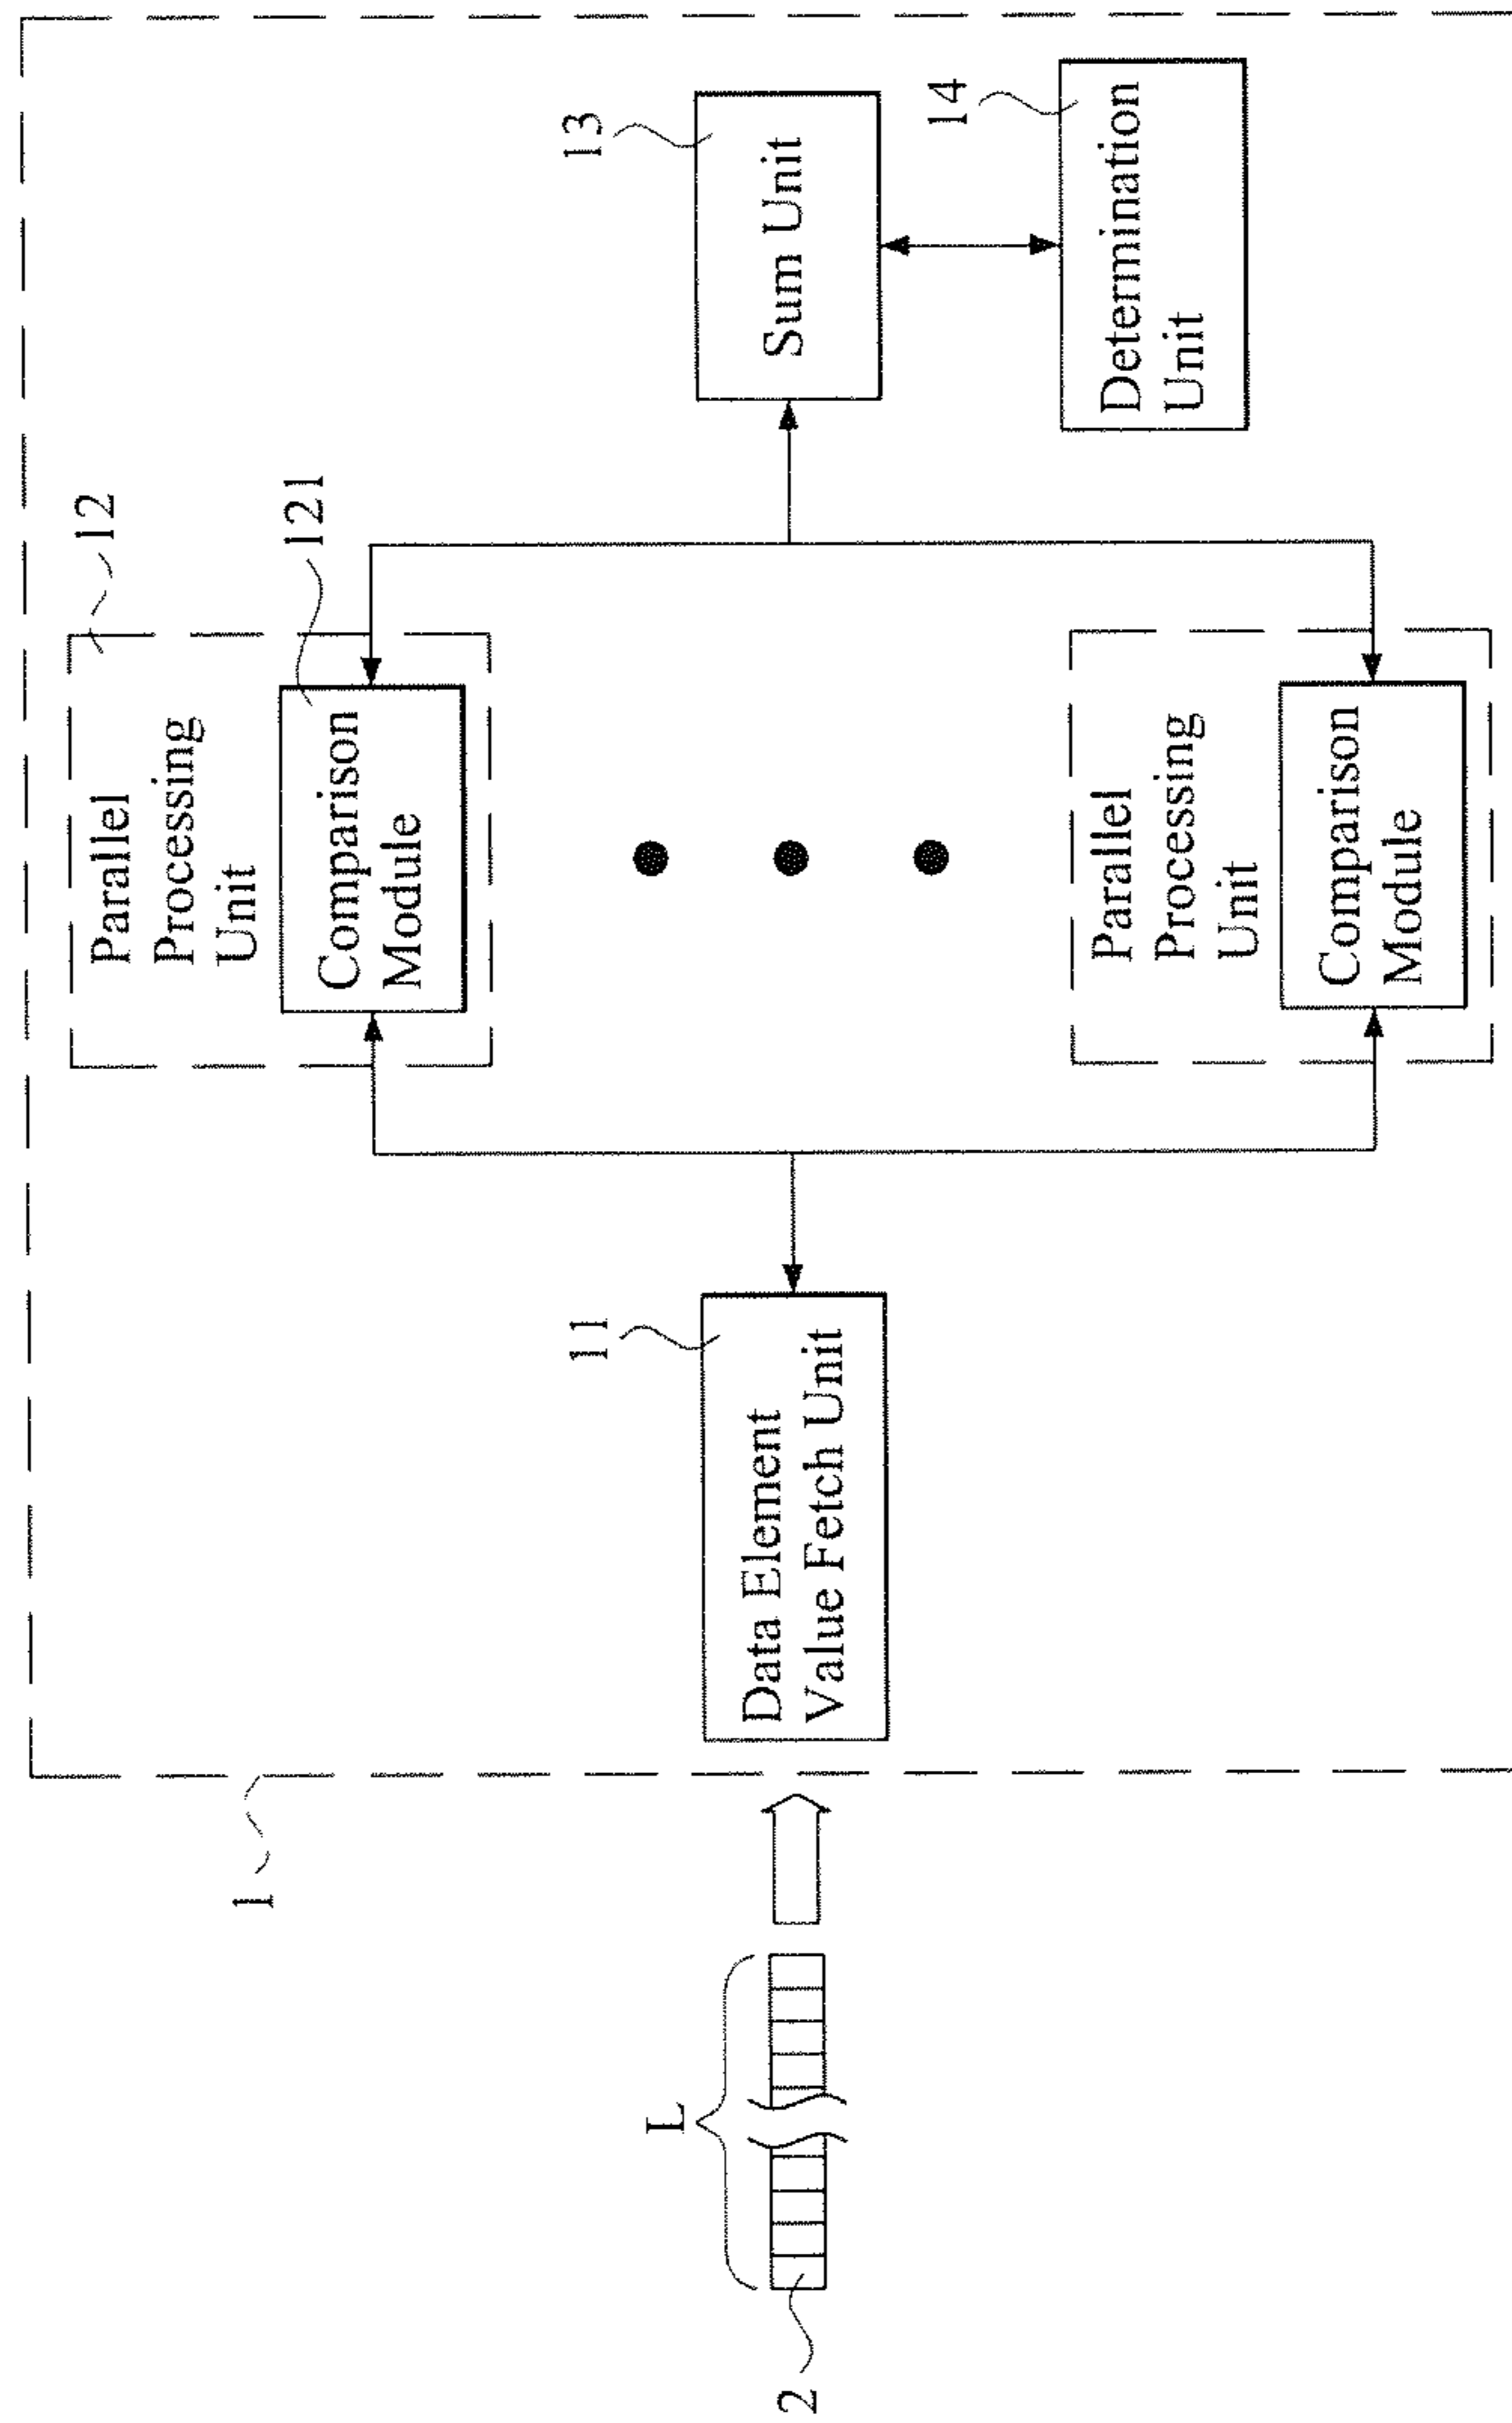 1
2
L
11
Data Element
Value Fetch Unit
12
Parallel
Processing
Unit
121
Comparison
Module
Parallel
Processing
Unit
Comparison
Module
13
Sum Unit
14
Determination
Unit